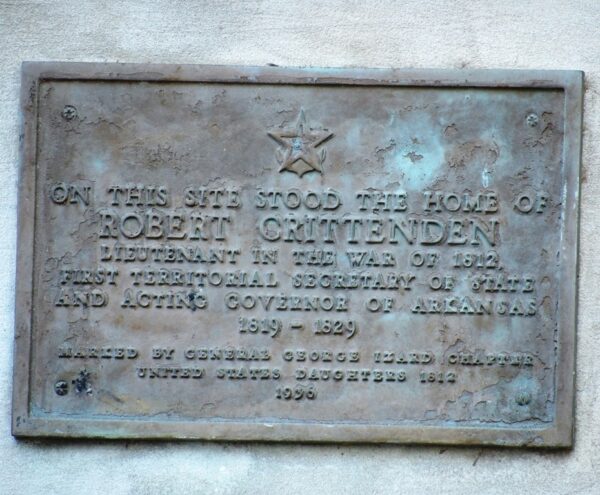 ON THIS SITE STOOD THE HOME OF
ROBERT CRITTENDEN
LIEUTENANT IN THE WAR OF 1812
FIRST TERRITORIAL SECRETARY OF STATE
AND ACTING GOVERNOR OF ARKANSAS
1819 - 1829
MARKED BY GENERAL GEORGE IZARD CHAPTER
UNITED STATES DAUGHTERS 1812
1936